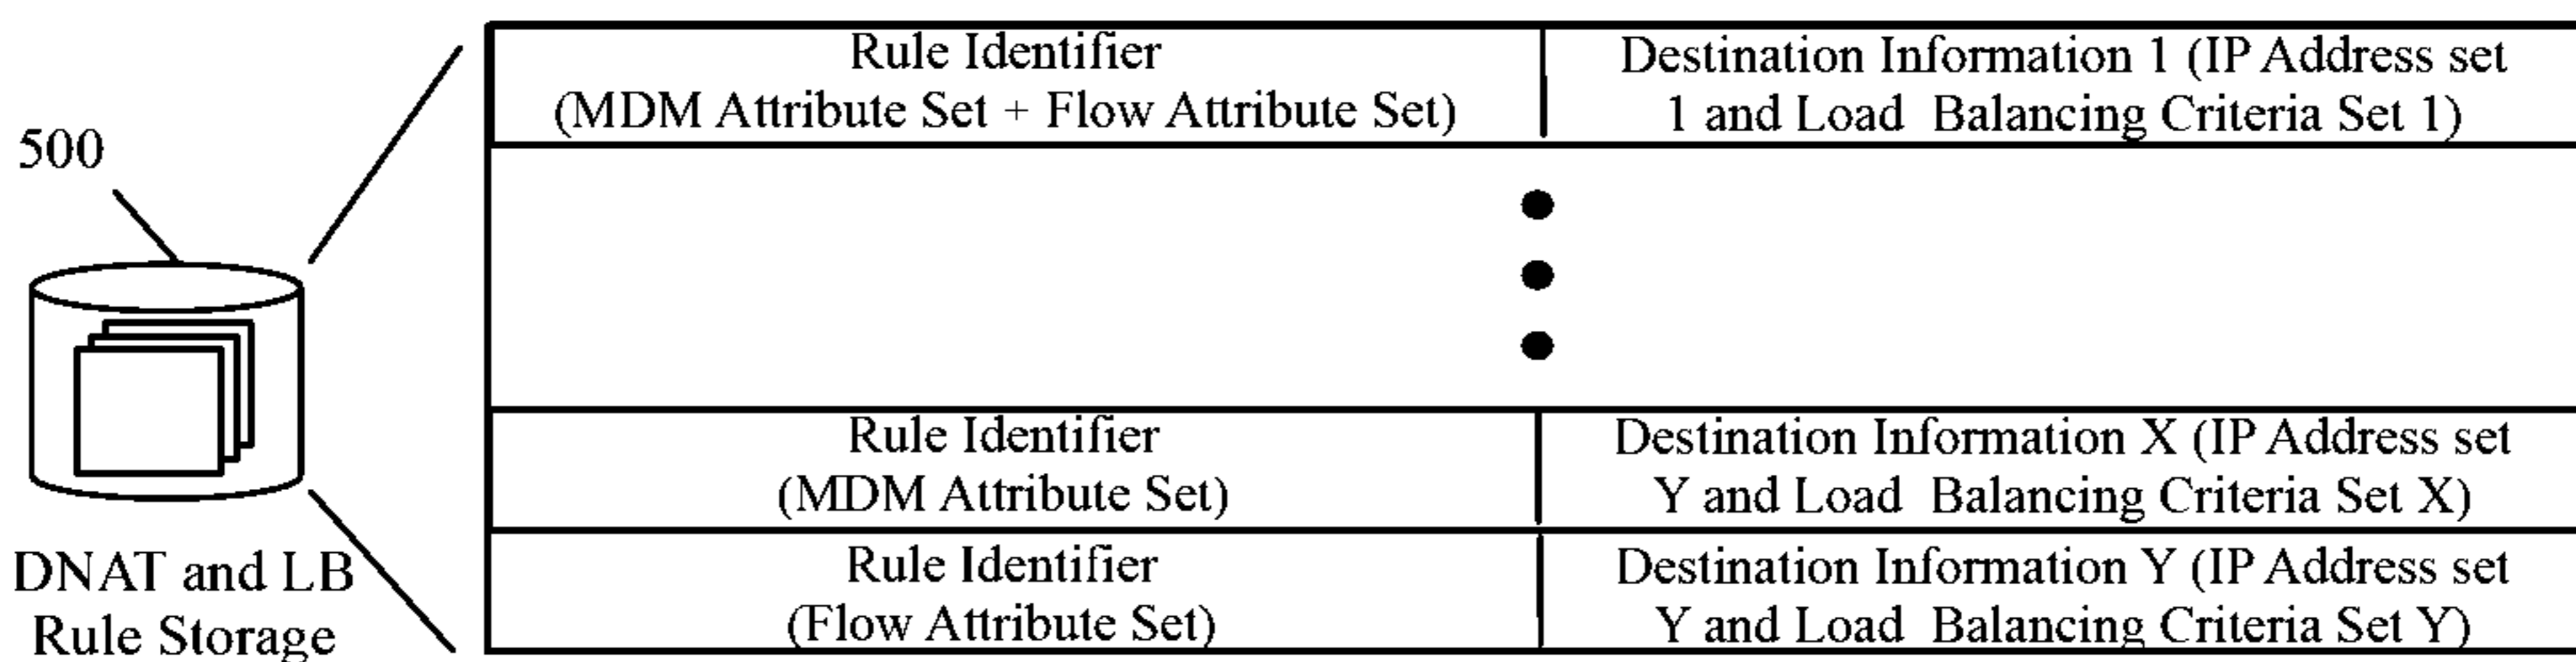 Rule Identifier
(MDM Attribute Set + Flow Attribute Set)
Destination Information 1 (IP Address set
1 and Load Balancing Criteria Set 1)
500
Rule Identifier
(MDM Attribute Set)
Destination Information X (IP Address set
Y and Load Balancing Criteria Set X)
Rule Identifier
(Flow Attribute Set)
Destination Information Y (IP Address set
Y and Load Balancing Criteria Set Y)
DNAT and LB
Rule Storage